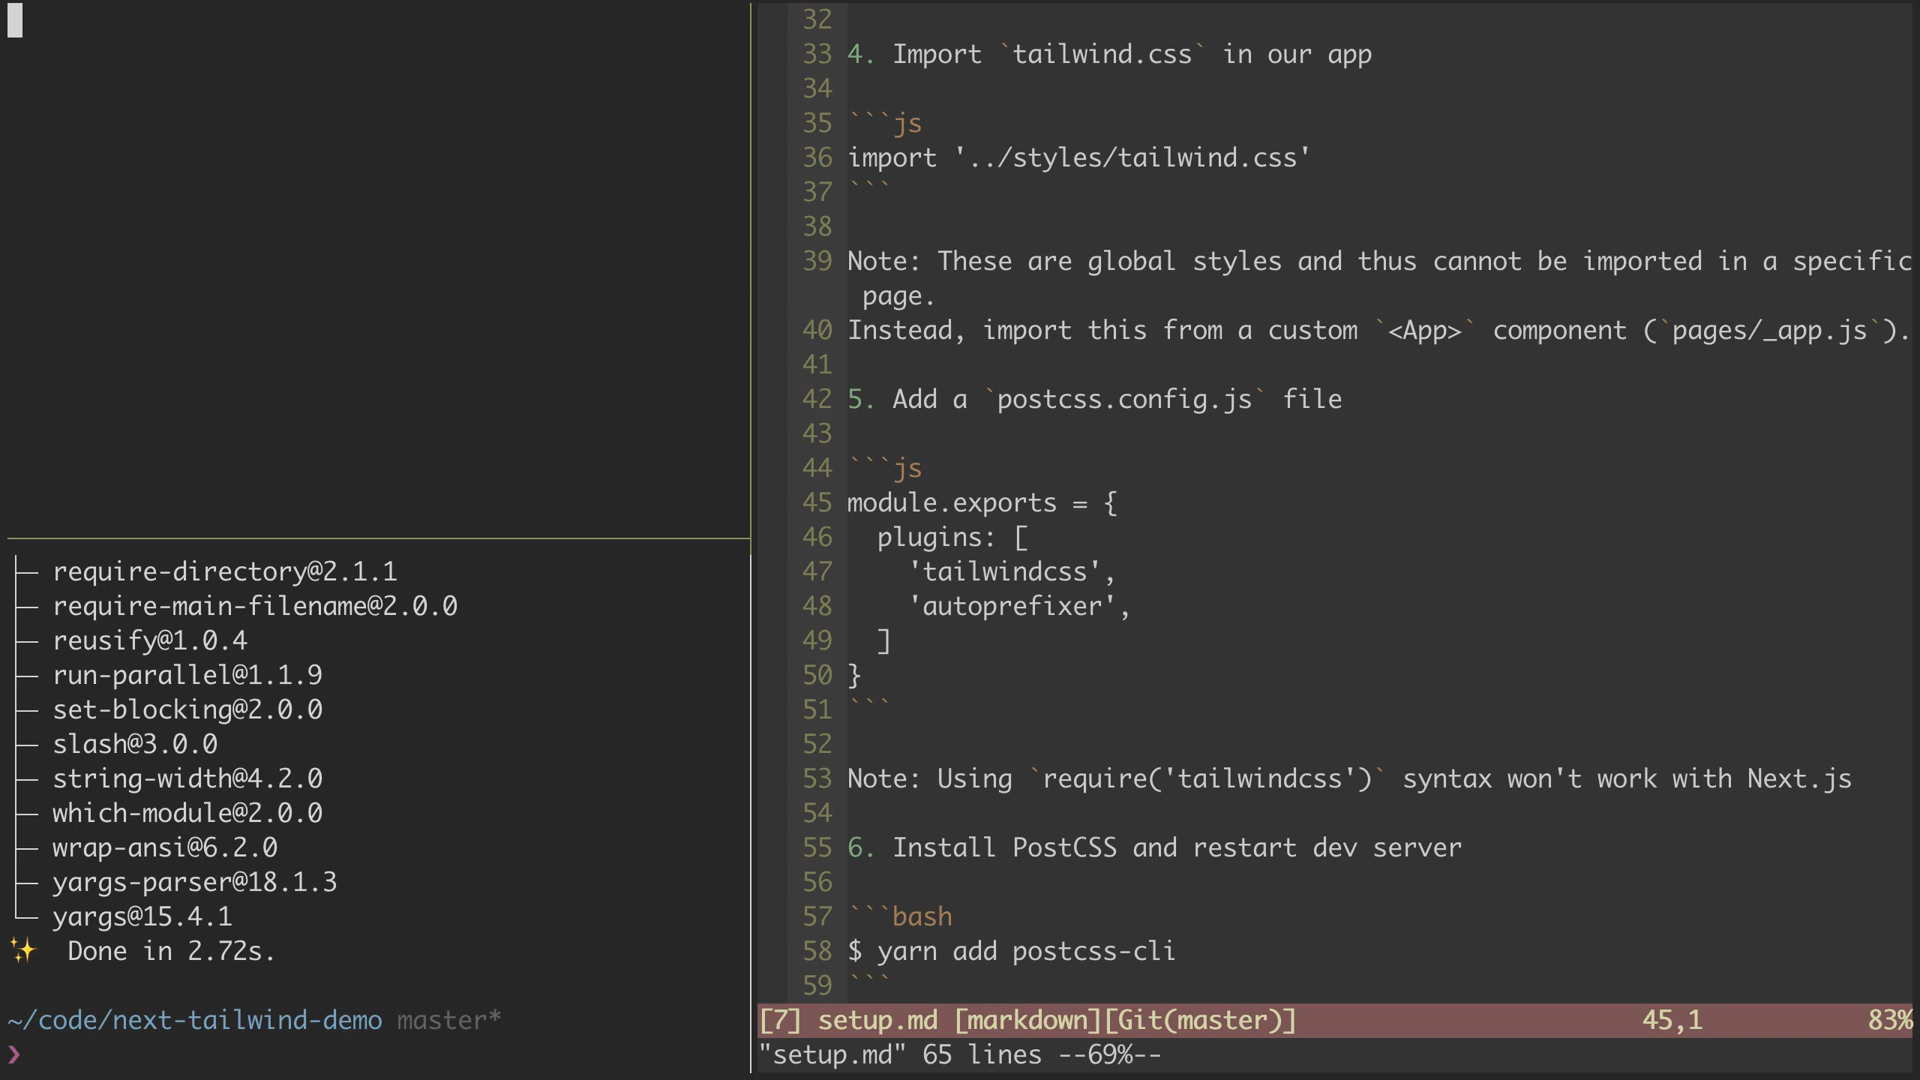 ├─ require-directory@2.1.1
├─ require-main-filename@2.0.0
├─ reusify@1.0.4
├─ run-parallel@1.1.9
├─ set-blocking@2.0.0
├─ slash@3.0.0
├─ string-width@4.2.0
├─ which-module@2.0.0
├─ wrap-ansi@6.2.0
├─ yargs-parser@18.1.3
└─ yargs@15.4.1
✨  Done in 2.72s.
~/code/next-tailwind-demo master*
❯
32
33 4. Import `tailwind.css` in our app
34
35 ```js
36 import '../styles/tailwind.css'
37 ```
38
39 Note: These are global styles and thus cannot be imported in a specific
page.
40 Instead, import this from a custom `<App>` component (`pages/_app.js`).
41
42 5. Add a `postcss.config.js` file
43
44 ```js
45 module.exports = {
46   plugins: [
47     'tailwindcss',
48     'autoprefixer',
49   ]
50 }
51 ```
52
53 Note: Using `require('tailwindcss')` syntax won't work with Next.js
54
55 6. Install PostCSS and restart dev server
56
57 ```bash
58 $ yarn add postcss-cli
59 ```
[7] setup.md [markdown][Git(master)] 45,1 83%
"setup.md" 65 lines --69%--